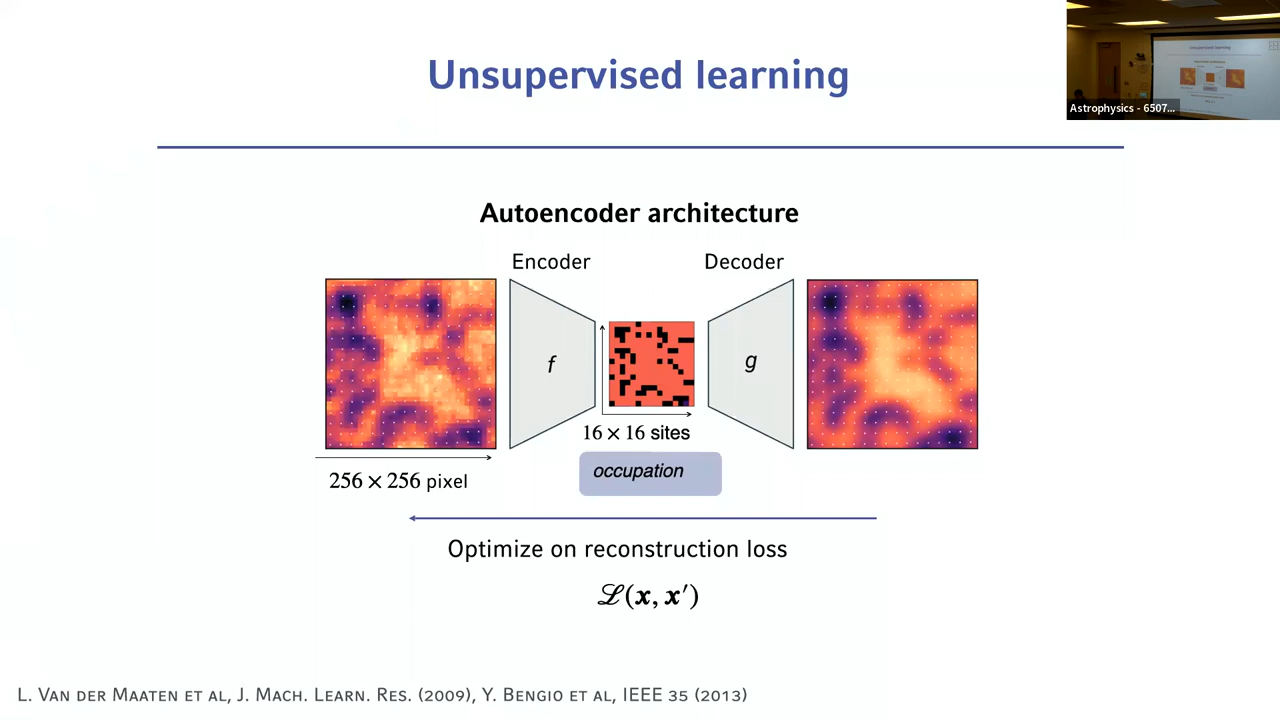 Unsupervised learning
Astrophysics - 6507...
Autoencoder architecture
Encoder
Decoder
f
g
16 × 16 sites
occupation
256 × 256 pixel
Optimize on reconstruction loss
ℒ(x, x′)
L. Van der Maaten et al, J. Mach. Learn. Res. (2009), Y. Bengio et al, IEEE 35 (2013)